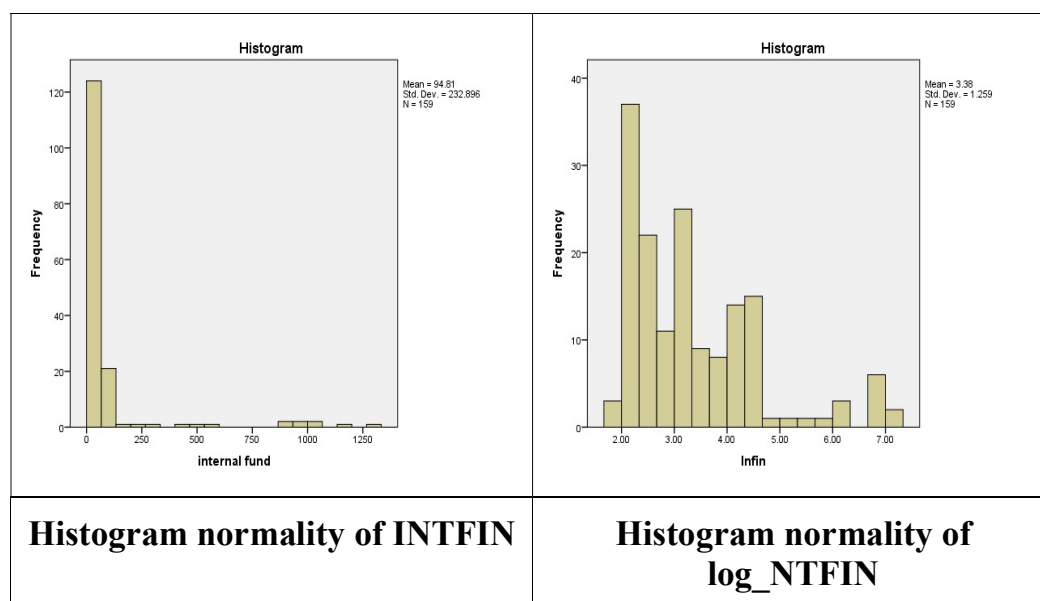 Histogram
Mean = 94.81
Std. Dev. = 232.896
N = 159
120
100
80
60
40
20
0
Frequency
0 250 500 750 1000 1250
internal fund
Histogram
Mean = 3.38
Std. Dev. = 1.259
N = 159
40
30
20
10
0
Frequency
2.00 3.00 4.00 5.00 6.00 7.00
lnfin
Histogram normality of INTFIN
Histogram normality of
log_NTFIN